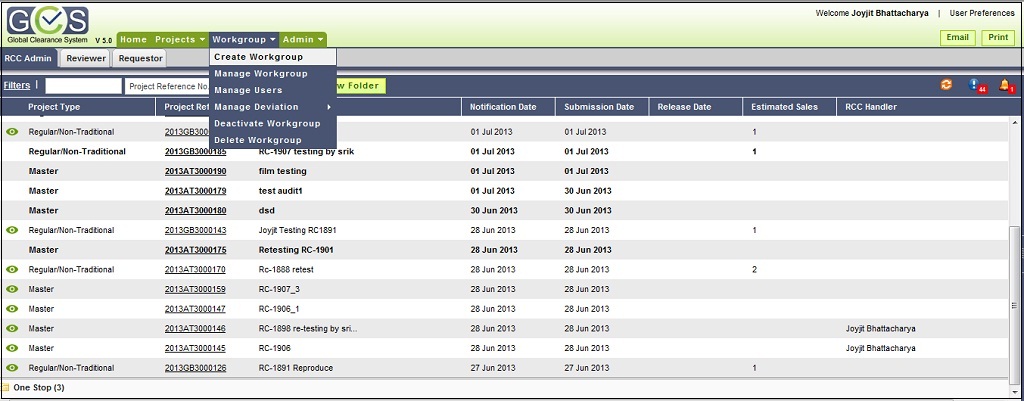 GCS
Global Clearance System V 5.0
Welcome Joyjit Bhattacharya | User Preferences
Home Projects Workgroup Admin
Email Print
RCC Admin Reviewer Requestor
Create Workgroup
Manage Workgroup
Manage Users
Manage Deviation
Deactivate Workgroup
Delete Workgroup
Filters | Project Reference No. w Folder 44 1
Project Type Project Ref Notification Date Submission Date Release Date Estimated Sales RCC Handler
Regular/Non-Traditional 2013GB3000 01 Jul 2013 01 Jul 2013 1
Regular/Non-Traditional 2013GB3000185 RC-1907 testing by srik 01 Jul 2013 01 Jul 2013 1
Master 2013AT3000190 film testing 01 Jul 2013 01 Jul 2013
Master 2013AT3000179 test audit1 01 Jul 2013 30 Jun 2013
Master 2013AT3000180 dsd 30 Jun 2013 30 Jun 2013
Regular/Non-Traditional 2013GB3000143 Joyjit Testing RC1891 28 Jun 2013 28 Jun 2013 1
Master 2013AT3000175 Retesting RC-1901 28 Jun 2013 28 Jun 2013
Regular/Non-Traditional 2013AT3000170 Rc-1888 retest 28 Jun 2013 28 Jun 2013 2
Master 2013AT3000159 RC-1907_3 28 Jun 2013 28 Jun 2013
Master 2013AT3000147 RC-1906_1 28 Jun 2013 28 Jun 2013
Master 2013AT3000146 RC-1898 re-testing by sri... 28 Jun 2013 28 Jun 2013 Joyjit Bhattacharya
Master 2013AT3000145 RC-1906 28 Jun 2013 28 Jun 2013 Joyjit Bhattacharya
Regular/Non-Traditional 2013GB3000126 RC-1891 Reproduce 27 Jun 2013 28 Jun 2013 1
One Stop (3)